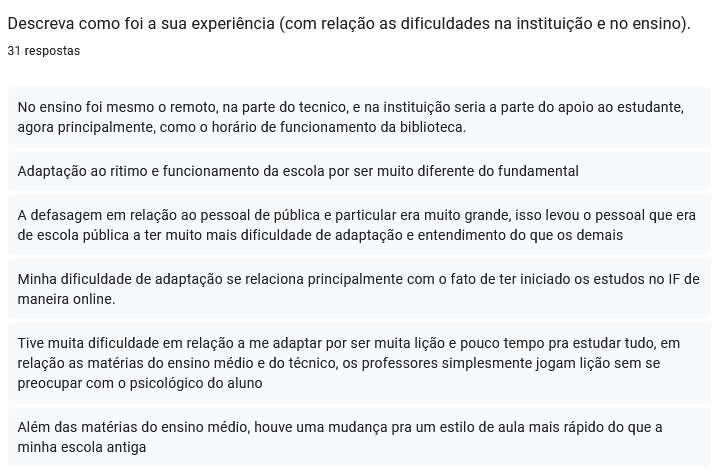 Descreva como foi a sua experiência (com relação as dificuldades na instituição e no ensino).
31 respostas
No ensino foi mesmo o remoto, na parte do tecnico, e na instituição seria a parte do apoio ao estudante,
agora principalmente, como o horário de funcionamento da biblioteca.
Adaptação ao ritimo e funcionamento da escola por ser muito diferente do fundamental
A defasagem em relação ao pessoal de pública e particular era muito grande, isso levou o pessoal que era
de escola pública a ter muito mais dificuldade de adaptação e entendimento do que os demais
Minha dificuldade de adaptação se relaciona principalmente com o fato de ter iniciado os estudos no IF de
maneira online.
Tive muita dificuldade em relação a me adaptar por ser muita lição e pouco tempo pra estudar tudo, em
relação as matérias do ensino médio e do técnico, os professores simplesmente jogam lição sem se
preocupar com o psicológico do aluno
Além das matérias do ensino médio, houve uma mudança pra um estilo de aula mais rápido do que a
minha escola antiga